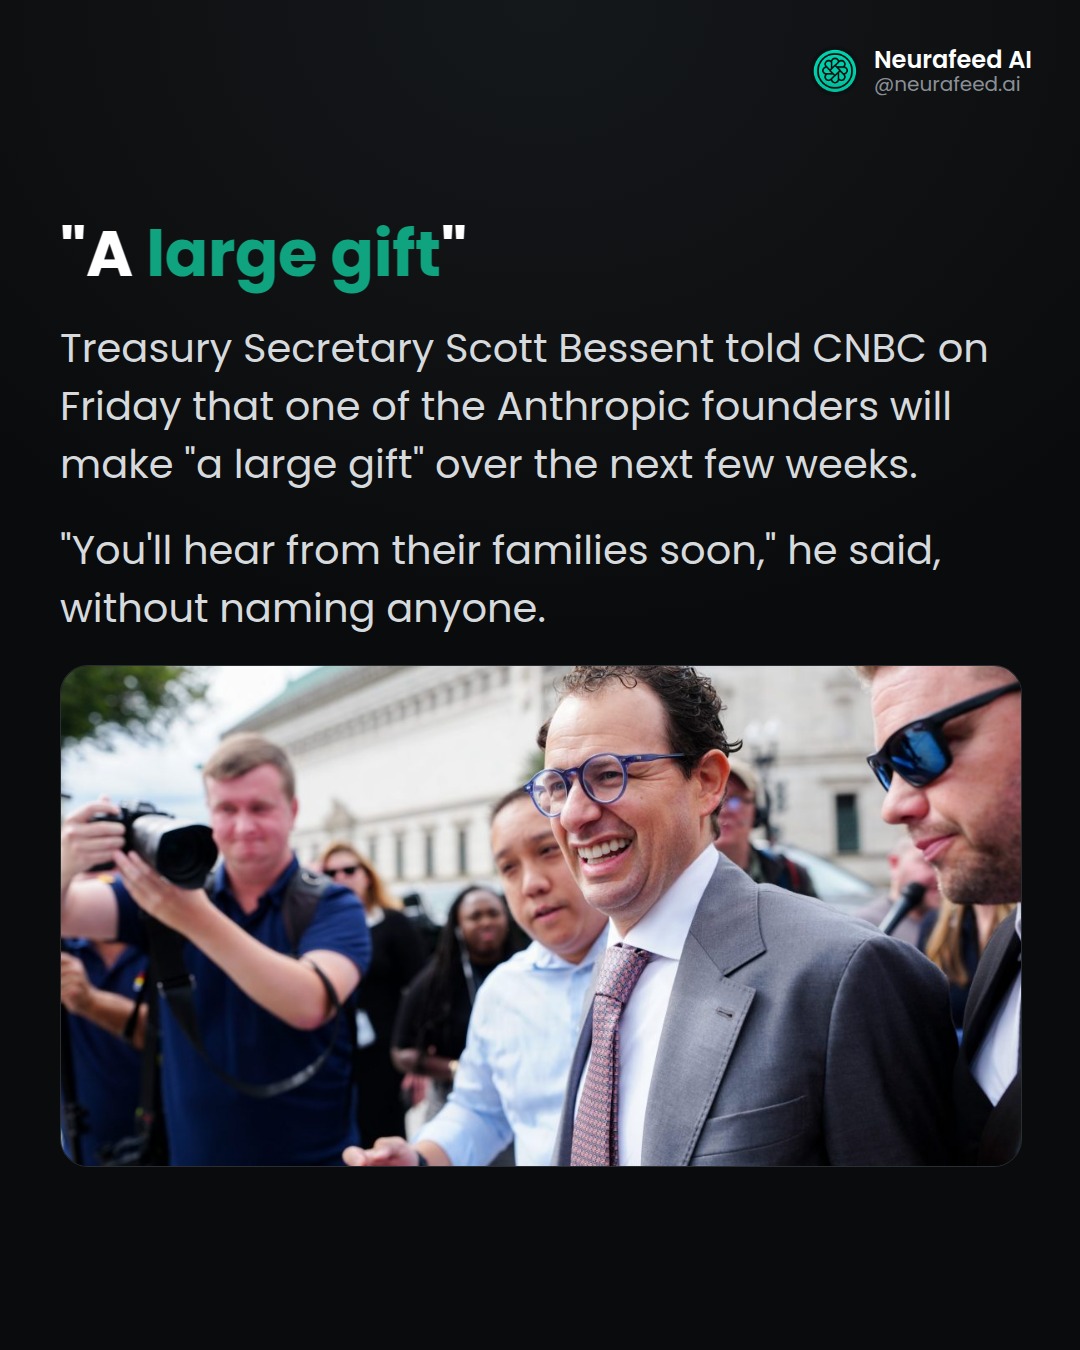 Neurafeed AI
@neurafeed.ai
"A large gift"
Treasury Secretary Scott Bessent told CNBC on
Friday that one of the Anthropic founders will
make "a large gift" over the next few weeks.
"You'll hear from their families soon," he said,
without naming anyone.